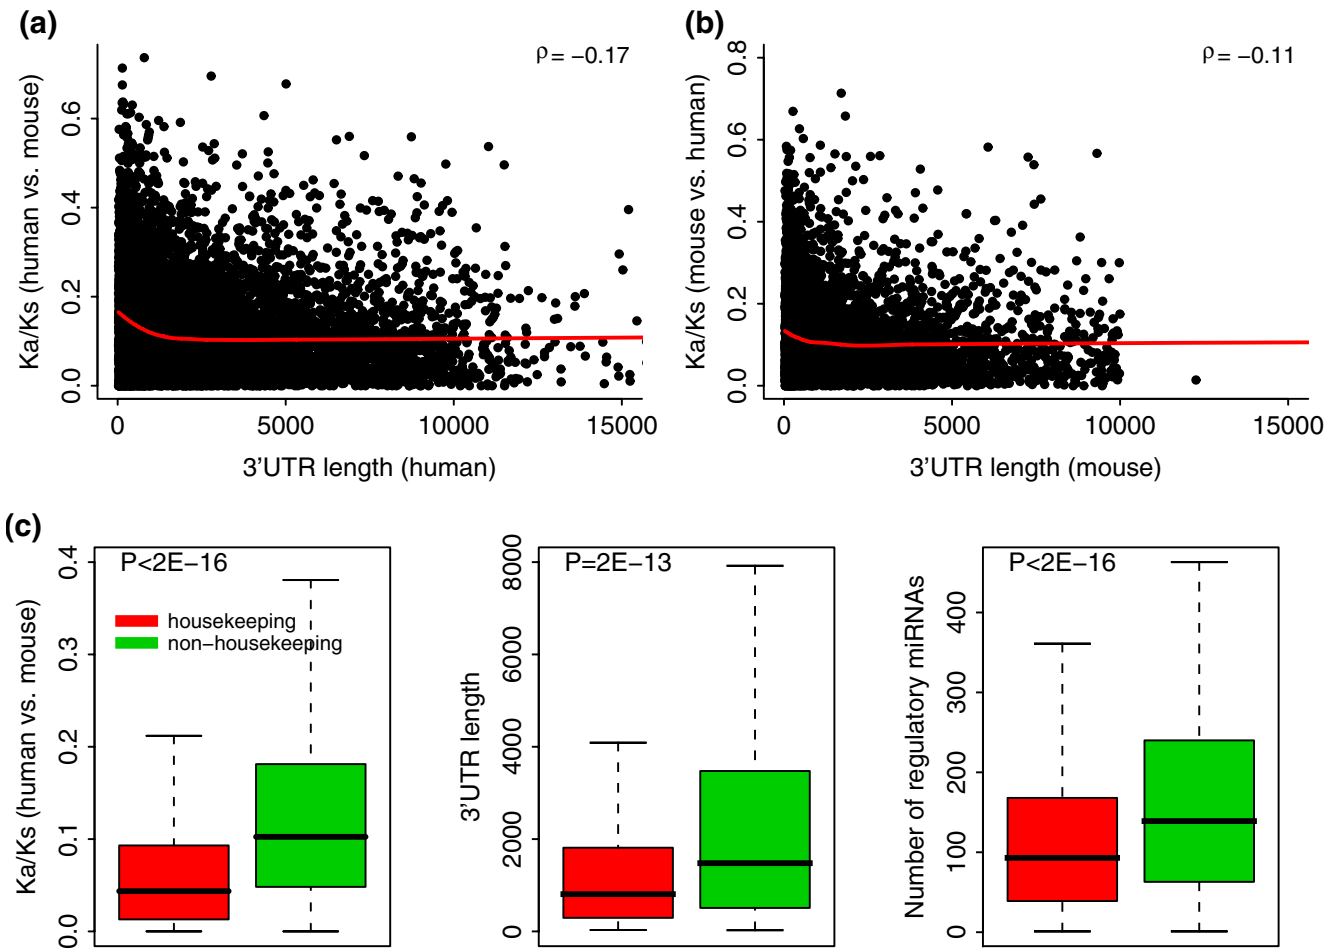 (a)
ρ = −0.17
Ka/Ks (human vs. mouse)
0.0 0.2 0.4 0.6
0 5000 10000 15000
3'UTR length (human)
(b)
ρ = −0.11
Ka/Ks (mouse vs. human)
0.0 0.2 0.4 0.6 0.8
0 5000 10000 15000
3'UTR length (mouse)
(c)
P<2E−16
housekeeping
non−housekeeping
Ka/Ks (human vs. mouse)
0.0 0.1 0.2 0.3 0.4
P=2E−13
3'UTR length
0 2000 4000 6000 8000
P<2E−16
Number of regulatory miRNAs
0 100 200 300 400